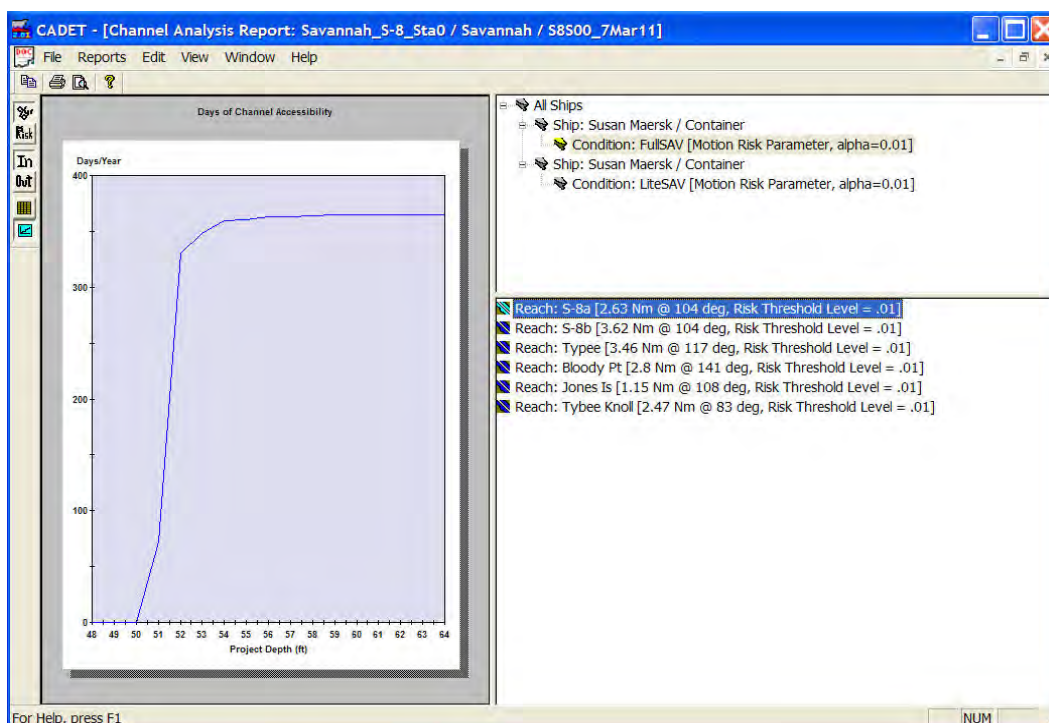 CADET - [Channel Analysis Report: Savannah_S-8_Sta0 / Savannah / S8S00_7Mar11]
File Reports Edit View Window Help
%yr
Risk
In
Out
Days of Channel Accessibility
Days/Year
400
300
200
100
0
48 49 50 51 52 53 54 55 56 57 58 59 60 61 62 63 64
Project Depth (ft)
All Ships
Ship: Susan Maersk / Container
Condition: FullSAV [Motion Risk Parameter, alpha=0.01]
Ship: Susan Maersk / Container
Condition: LiteSAV [Motion Risk Parameter, alpha=0.01]
Reach: S-8a [2.63 Nm @ 104 deg, Risk Threshold Level = .01]
Reach: S-8b [3.62 Nm @ 104 deg, Risk Threshold Level = .01]
Reach: Typee [3.46 Nm @ 117 deg, Risk Threshold Level = .01]
Reach: Bloody Pt [2.8 Nm @ 141 deg, Risk Threshold Level = .01]
Reach: Jones Is [1.15 Nm @ 108 deg, Risk Threshold Level = .01]
Reach: Tybee Knoll [2.47 Nm @ 83 deg, Risk Threshold Level = .01]
For Help, press F1
NUM